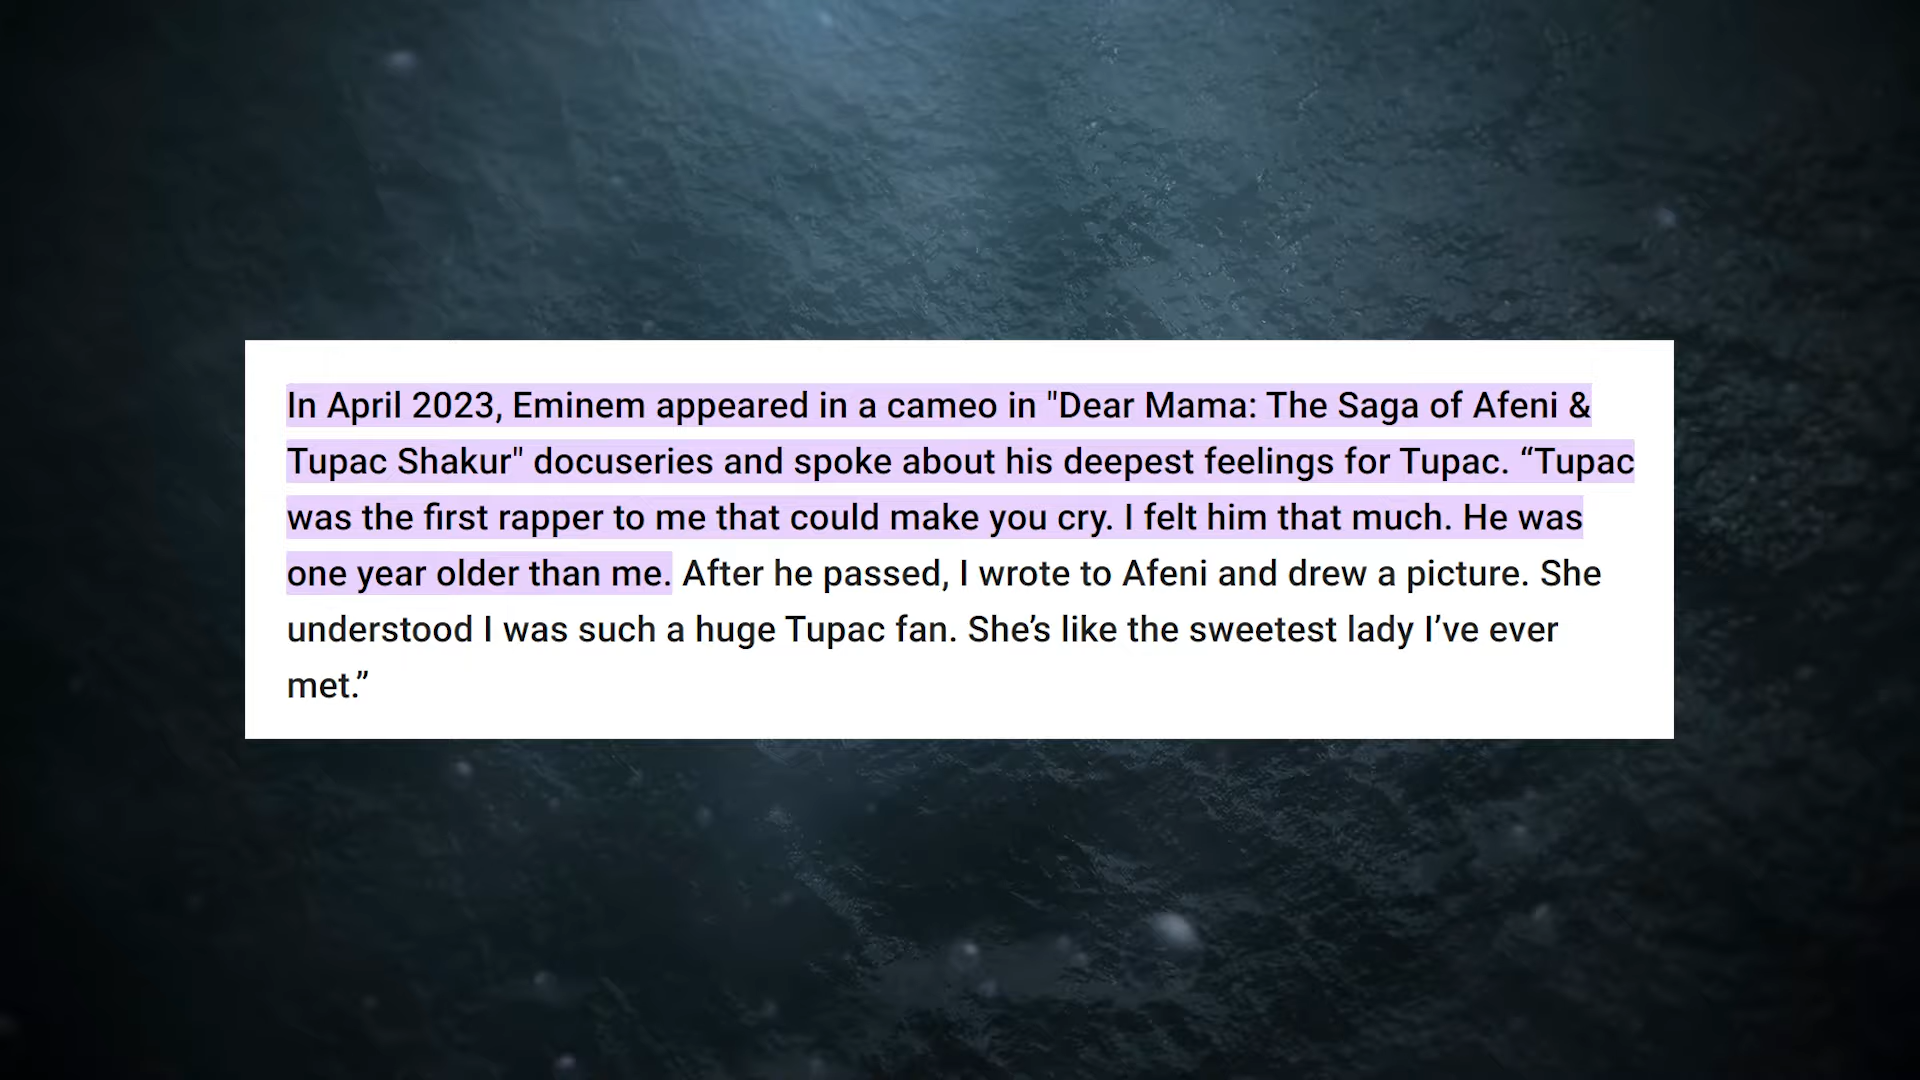 In April 2023, Eminem appeared in a cameo in "Dear Mama: The Saga of Afeni &
Tupac Shakur" docuseries and spoke about his deepest feelings for Tupac. “Tupac
was the first rapper to me that could make you cry. I felt him that much. He was
one year older than me. After he passed, I wrote to Afeni and drew a picture. She
understood I was such a huge Tupac fan. She’s like the sweetest lady I’ve ever
met.”